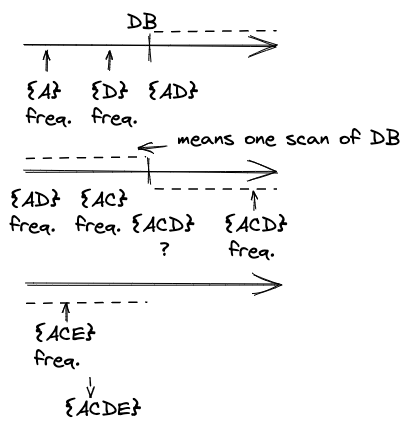 DB
{A} {D} {AD}
freq. freq.
means one scan of DB
{AD} {AC} {ACD} {ACD}
freq. freq. ? freq.
{ACE}
freq.
{ACDE}